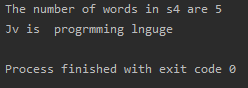 The number of words in s4 are 5
Jv is  progrmming lnguge

Process finished with exit code 0